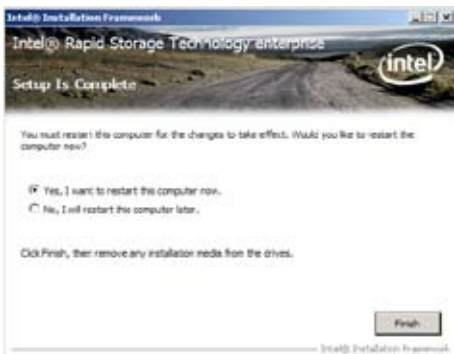 Intel® Installation Framework
Intel® Rapid Storage Technology enterprise
intel
Setup Is Complete
You must restart this computer for the changes to take effect. Would you like to restart the
computer now?
Yes, I want to restart this computer now.
No, I will restart this computer later.
Click Finish, then remove any installation media from the drives.
Finish
Intel® Installation Framework